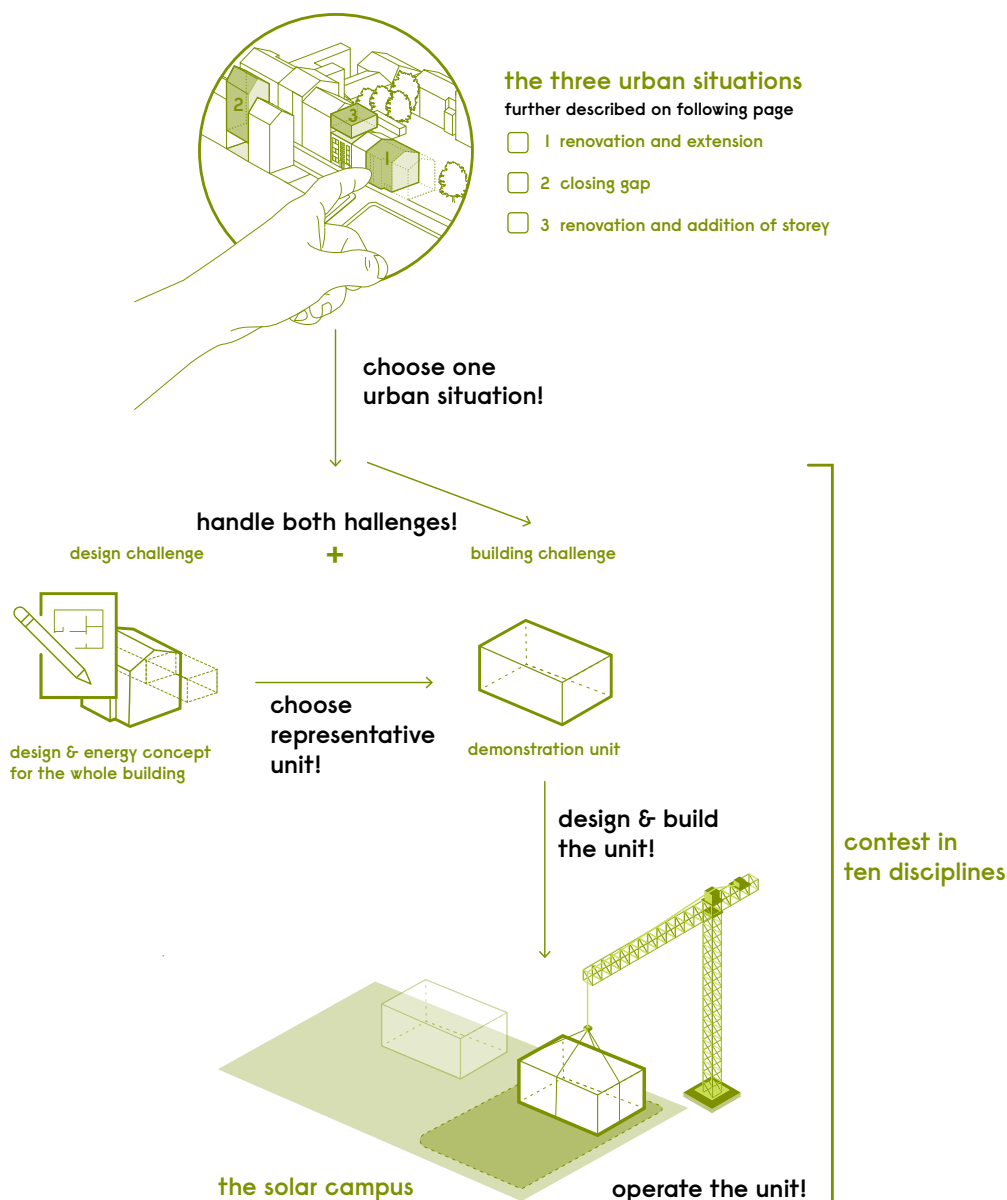 2
3
1
the three urban situations
further described on following page
1 renovation and extension
2 closing gap
3 renovation and addition of storey
choose one
urban situation!
handle both hallenges!
design challenge
+
building challenge
design & energy concept
for the whole building
choose
representative
unit!
demonstration unit
design & build
the unit!
contest in
ten disciplines
the solar campus
operate the unit!